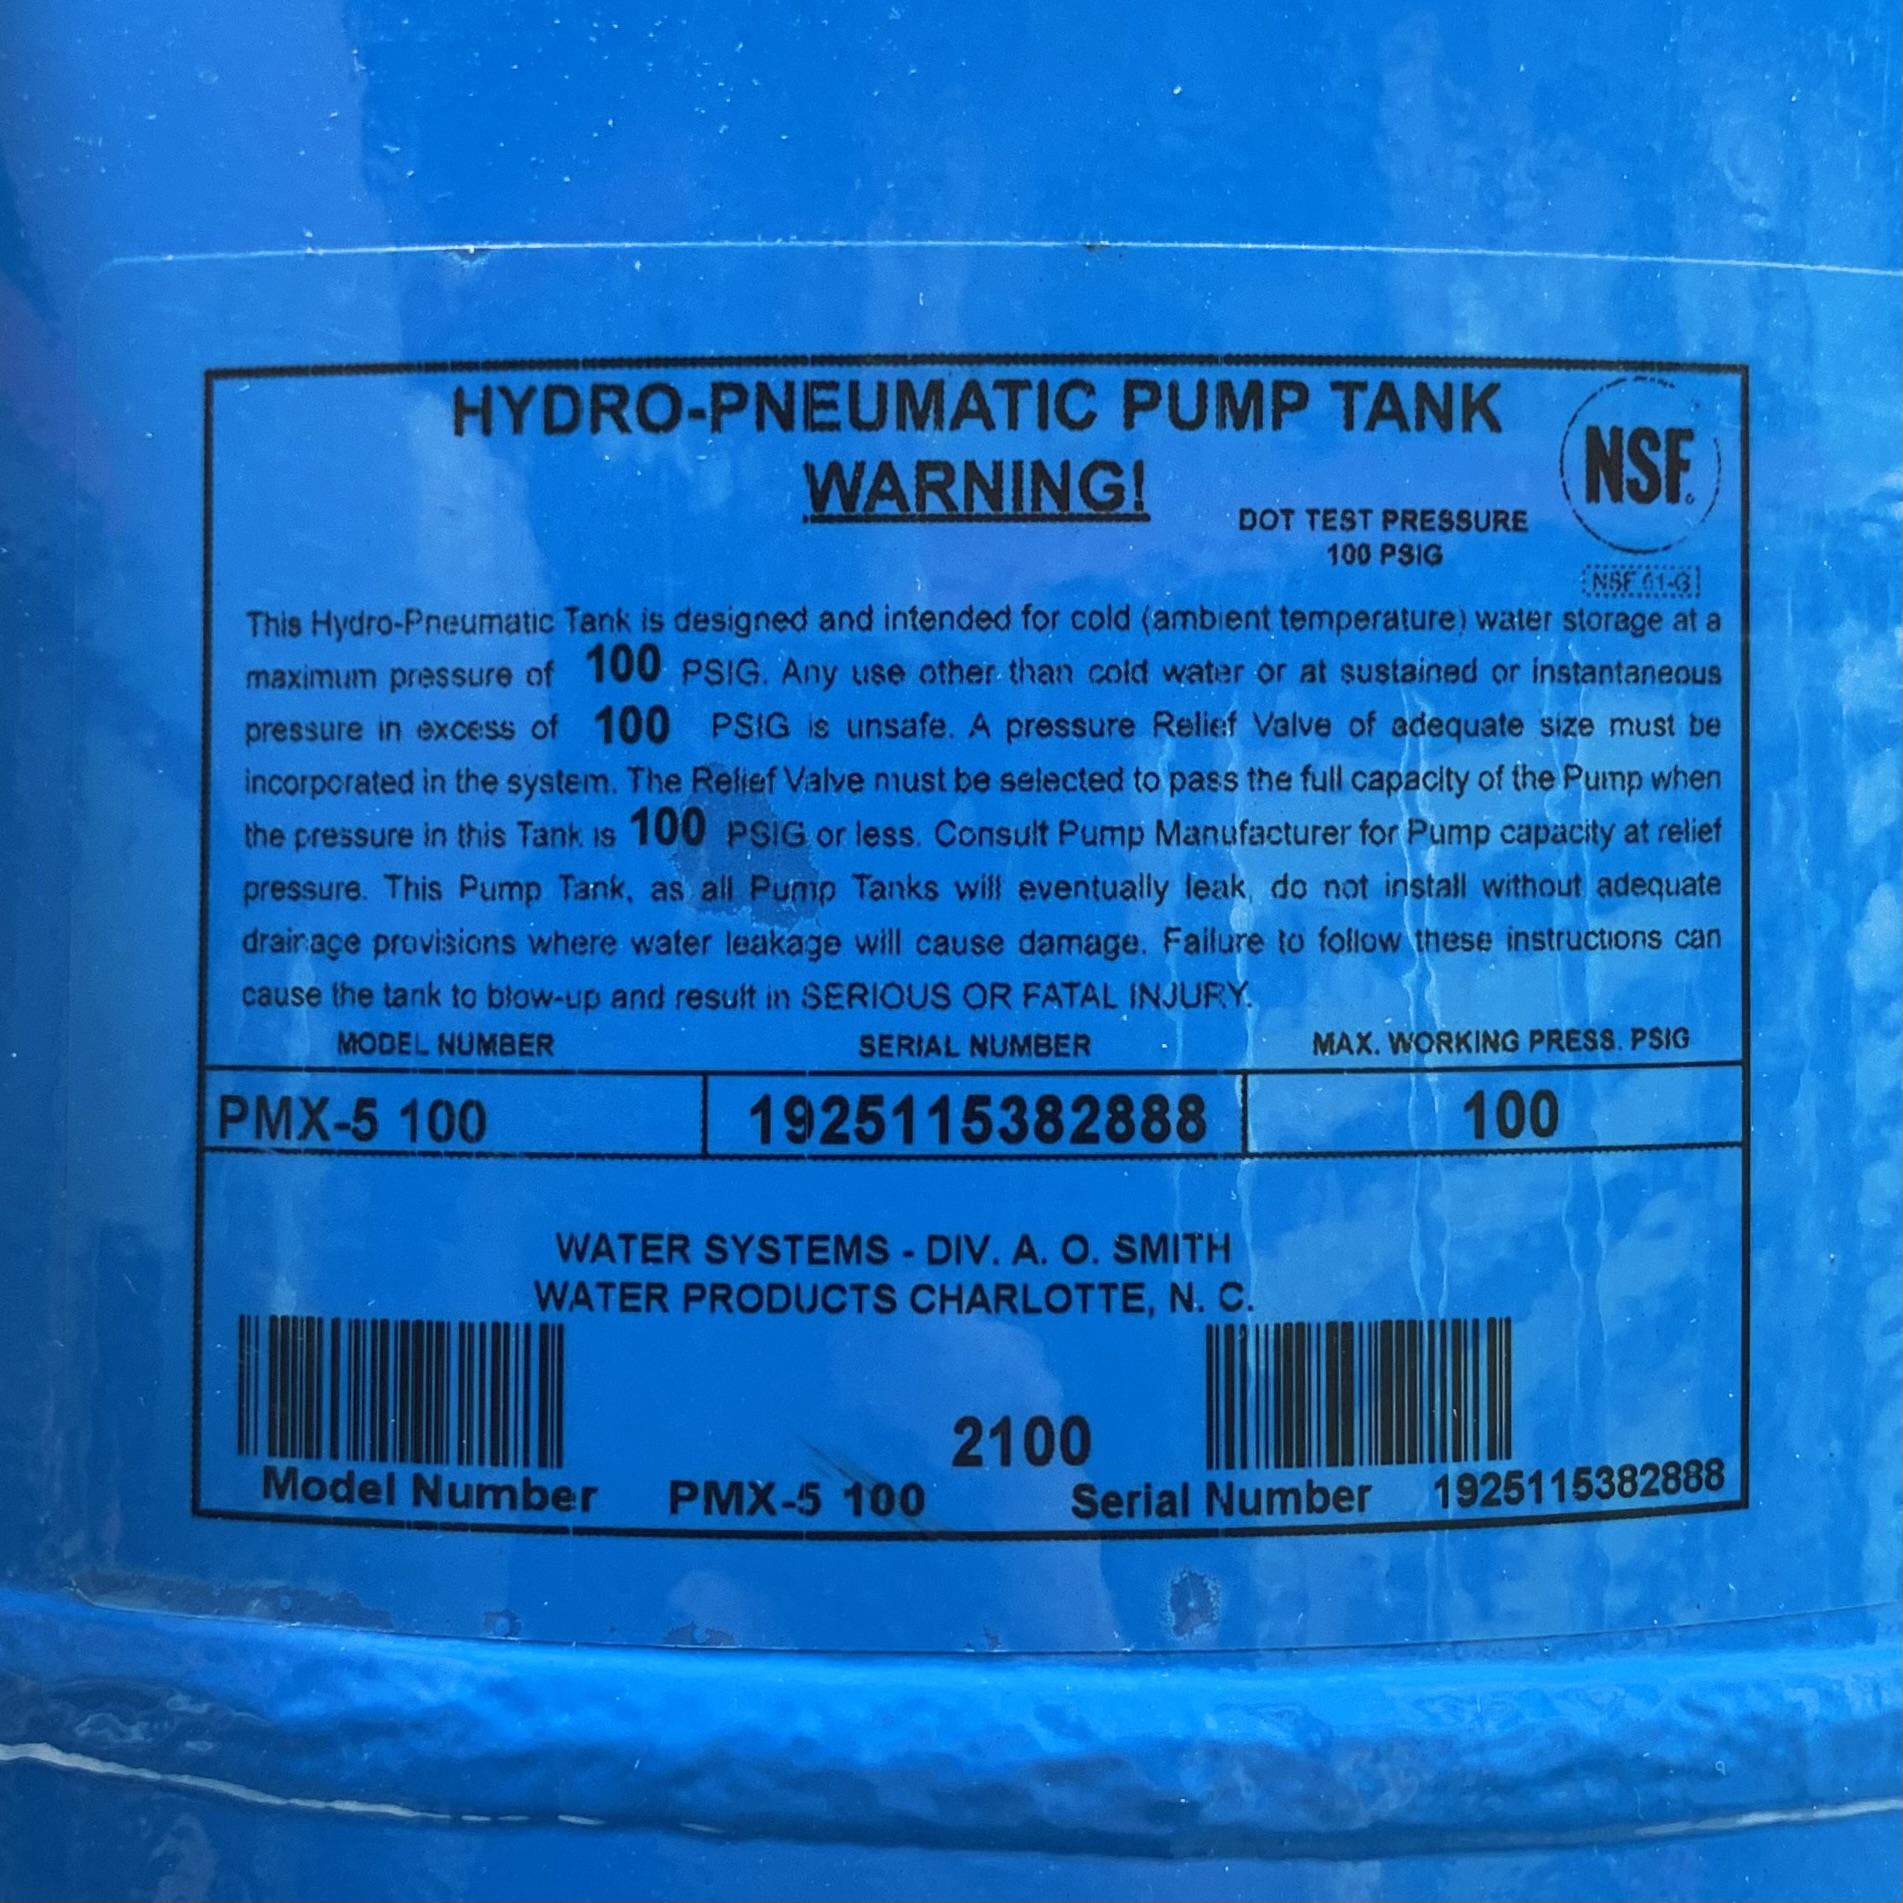 HYDRO-PNEUMATIC PUMP TANK
WARNING!
NSF
DOT TEST PRESSURE
100 PSIG
NSF 61-G
This Hydro-Pneumatic Tank is designed and intended for cold (ambient temperature) water storage at a
maximum pressure of 100 PSIG. Any use other than cold water or at sustained or instantaneous
pressure in excess of 100 PSIG is unsafe. A pressure Relief Valve of adequate size must be
incorporated in the system. The Relief Valve must be selected to pass the full capacity of the Pump when
the pressure in this Tank is 100 PSIG or less. Consult Pump Manufacturer for Pump capacity at relief
pressure. This Pump Tank, as all Pump Tanks will eventually leak, do not install without adequate
drainage provisions where water leakage will cause damage. Failure to follow these instructions can
cause the tank to blow-up and result in SERIOUS OR FATAL INJURY.
MODEL NUMBER SERIAL NUMBER MAX. WORKING PRESS. PSIG
PMX-5 100 1925115382888 100
WATER SYSTEMS - DIV. A. O. SMITH
WATER PRODUCTS CHARLOTTE, N. C.
2100
Model Number PMX-5 100 Serial Number 1925115382888